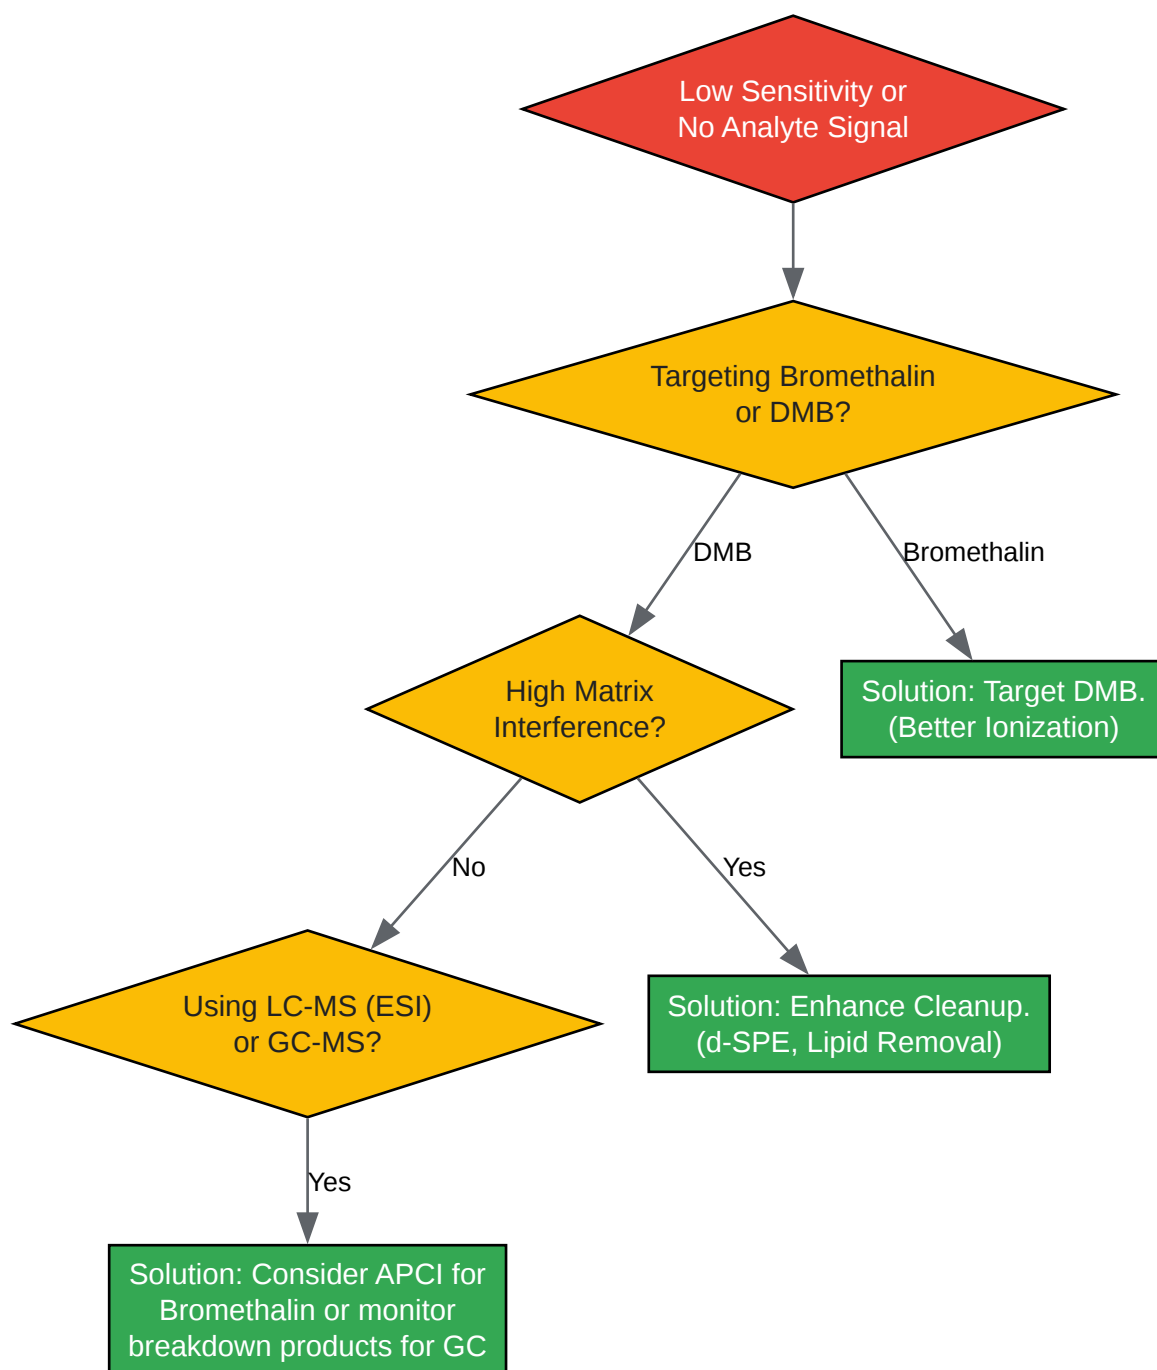 Low Sensitivity or
No Analyte Signal
Targeting Bromethalin
or DMB?
DMB
Bromethalin
High Matrix
Interference?
Solution: Target DMB.
(Better Ionization)
No
Yes
Using LC-MS (ESI)
or GC-MS?
Solution: Enhance Cleanup.
(d-SPE, Lipid Removal)
Yes
Solution: Consider APCI for
Bromethalin or monitor
breakdown products for GC